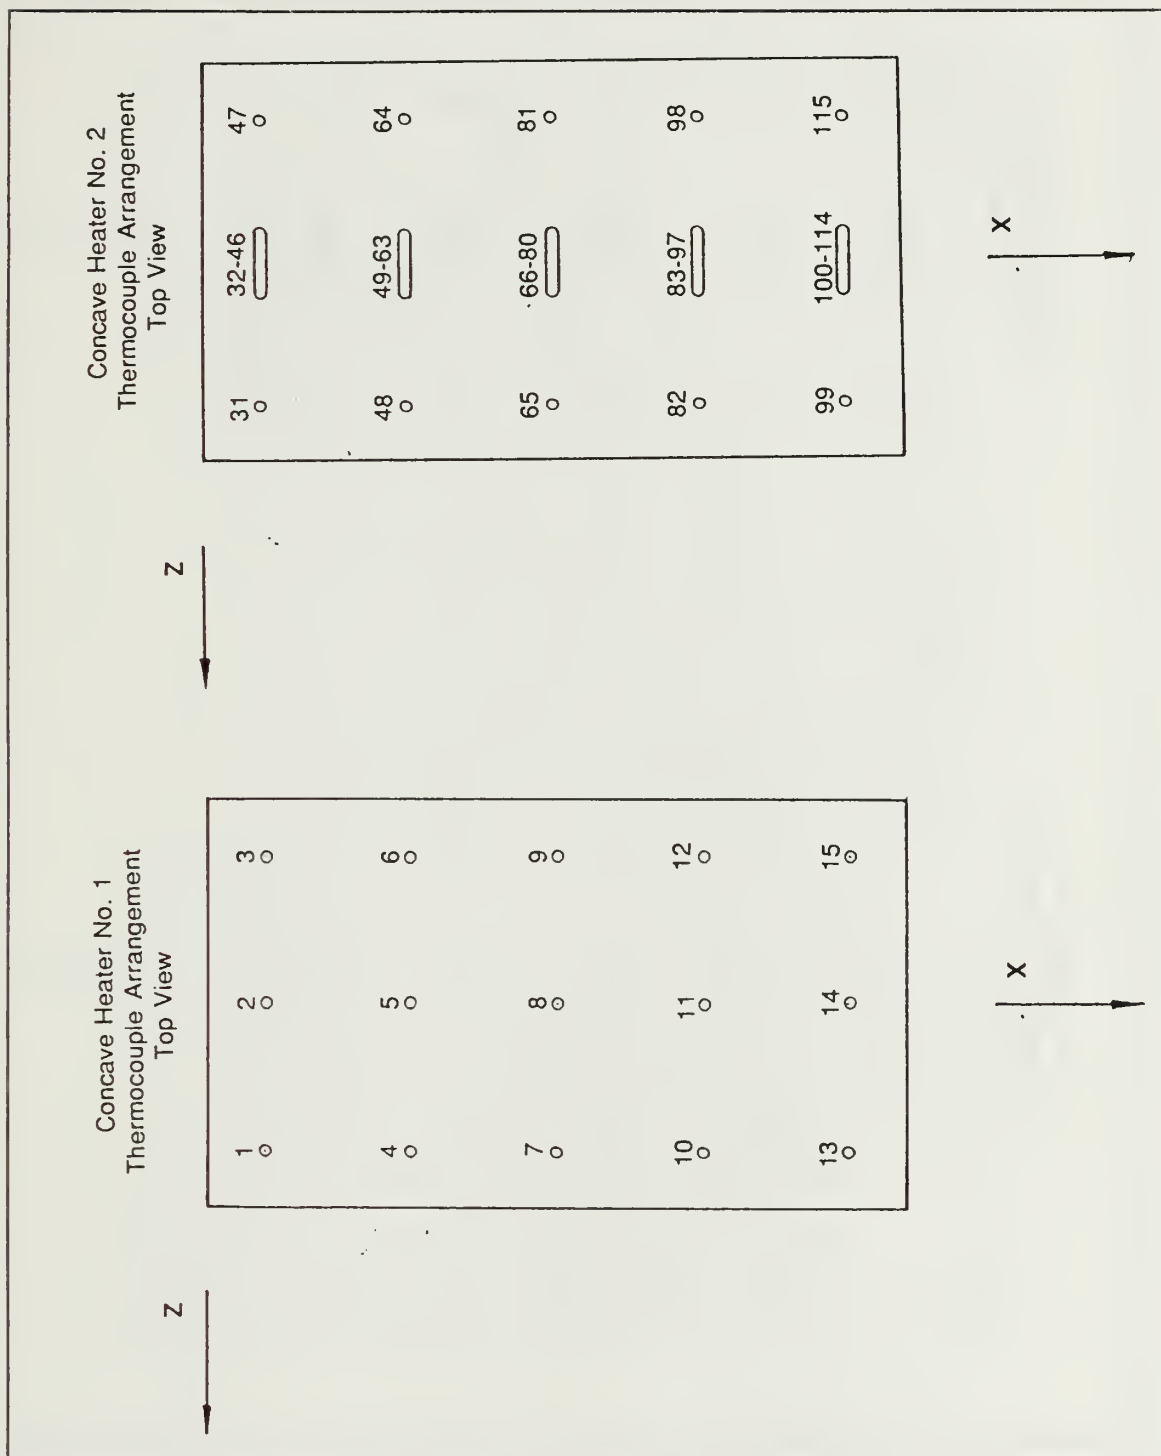 Concave Heater No. 1
Thermocouple Arrangement
Top View
Z
1 2 3
4 5 6
7 8 9
10 11 12
13 14 15
X
Concave Heater No. 2
Thermocouple Arrangement
Top View
Z
31 32-46 47
48 49-63 64
65 66-80 81
82 83-97 98
99 100-114 115
X